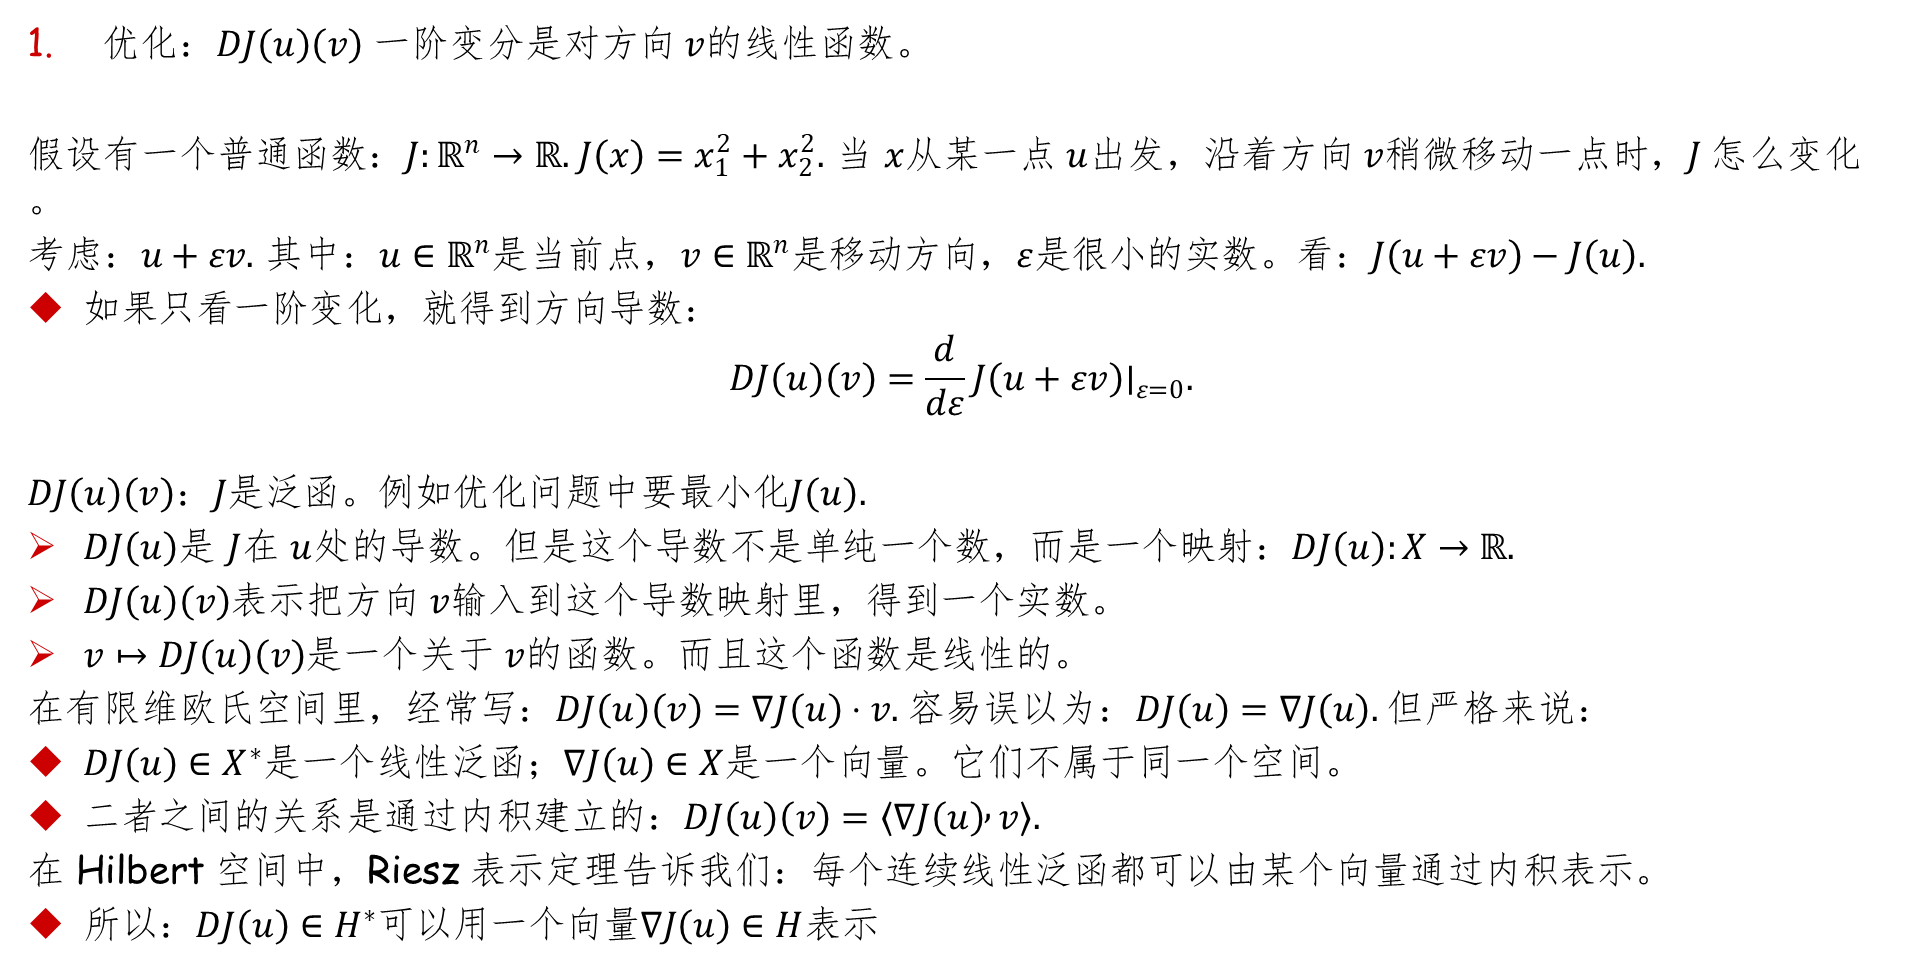 1. 优化：DJ(u)(v) 一阶变分是对方向 v的线性函数。
假设有一个普通函数：J: ℝⁿ → ℝ. J(x) = x₁² + x₂². 当 x从某一点 u出发，沿着方向 v稍微移动一点时，J 怎么变化
。
考虑：u + εv. 其中：u ∈ ℝⁿ是当前点，v ∈ ℝⁿ是移动方向，ε是很小的实数。看：J(u + εv) − J(u).
◆ 如果只看一阶变化，就得到方向导数：
DJ(u)(v) = d/dε J(u + εv)|ε=0.
DJ(u)(v)：J是泛函。例如优化问题中要最小化J(u).
➢ DJ(u)是 J在 u处的导数。但是这个导数不是单纯一个数，而是一个映射：DJ(u): X → ℝ.
➢ DJ(u)(v)表示把方向 v输入到这个导数映射里，得到一个实数。
➢ v ↦ DJ(u)(v)是一个关于 v的函数。而且这个函数是线性的。
在有限维欧氏空间里，经常写：DJ(u)(v) = ∇J(u) · v. 容易误以为：DJ(u) = ∇J(u). 但严格来说：
◆ DJ(u) ∈ X*是一个线性泛函；∇J(u) ∈ X是一个向量。它们不属于同一个空间。
◆ 二者之间的关系是通过内积建立的：DJ(u)(v) = ⟨∇J(u), v⟩.
在 Hilbert 空间中，Riesz 表示定理告诉我们：每个连续线性泛函都可以由某个向量通过内积表示。
◆ 所以：DJ(u) ∈ H*可以用一个向量∇J(u) ∈ H表示